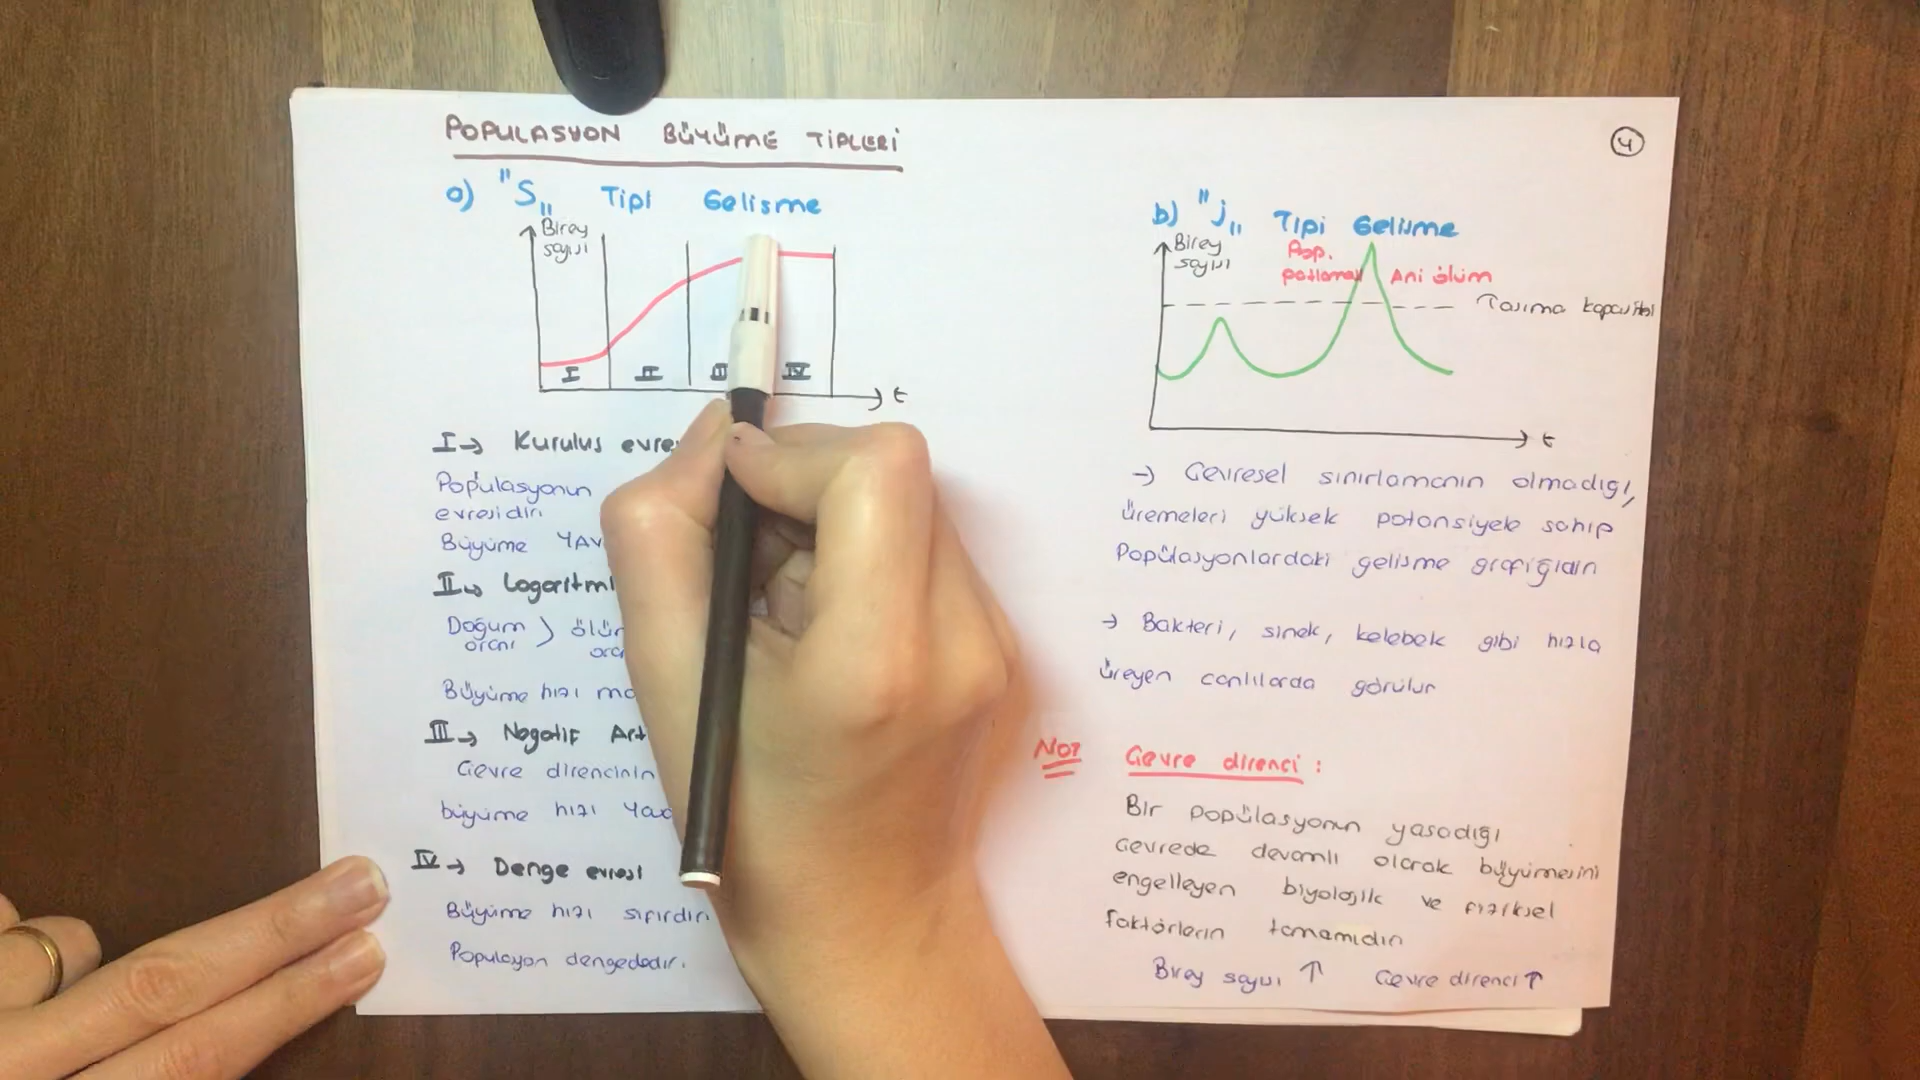 POPULASYON BÜYÜME TİPLERİ
4
a) "S" Tipi Gelişme
Birey
sayısı
I II IV
t
I→ Kuruluş
Populasyonun
evresidir
Büyüme
II→
Doğum > 
oranı
Büyüme hızı
III→ Negatif
Çevre direncinin
büyüme hızı
IV→ Denge evresi
Büyüme hızı sıfırdır
Populasyon dengededir.
b) "J" Tipi Gelişme
Birey
sayısı
Pop.
patlaması
Ani ölüm
Taşıma kapasitesi
t
→ Çevresel sınırlamanın olmadığı,
üremeleri yüksek potansiyele sahip
Popülasyonlardaki gelişme grafiğidir
→ Bakteri, sinek, kelebek gibi hızla
üreyen canlılarda görülür
NOT Çevre direnci :
Bir popülasyonun yaşadığı
çevrede devamlı olarak büyümesini
engelleyen biyolojik ve fiziksel
faktörlerin tamamıdır
Birey sayısı ↑ Çevre direnci ↑